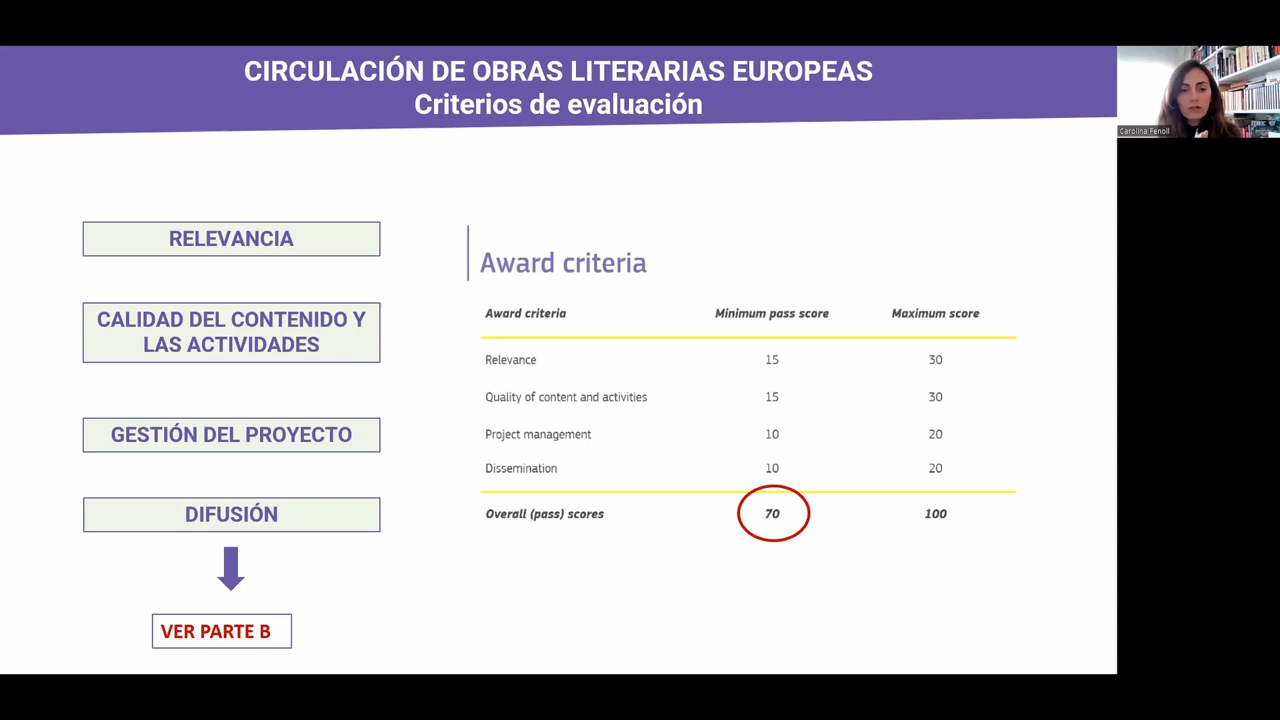 CIRCULACIÓN DE OBRAS LITERARIAS EUROPEAS
Criterios de evaluación
Carolina Fenoll
RELEVANCIA
CALIDAD DEL CONTENIDO Y
LAS ACTIVIDADES
GESTIÓN DEL PROYECTO
DIFUSIÓN
VER PARTE B
Award criteria
Award criteria Minimum pass score Maximum score
Relevance 15 30
Quality of content and activities 15 30
Project management 10 20
Dissemination 10 20
Overall (pass) scores 70 100